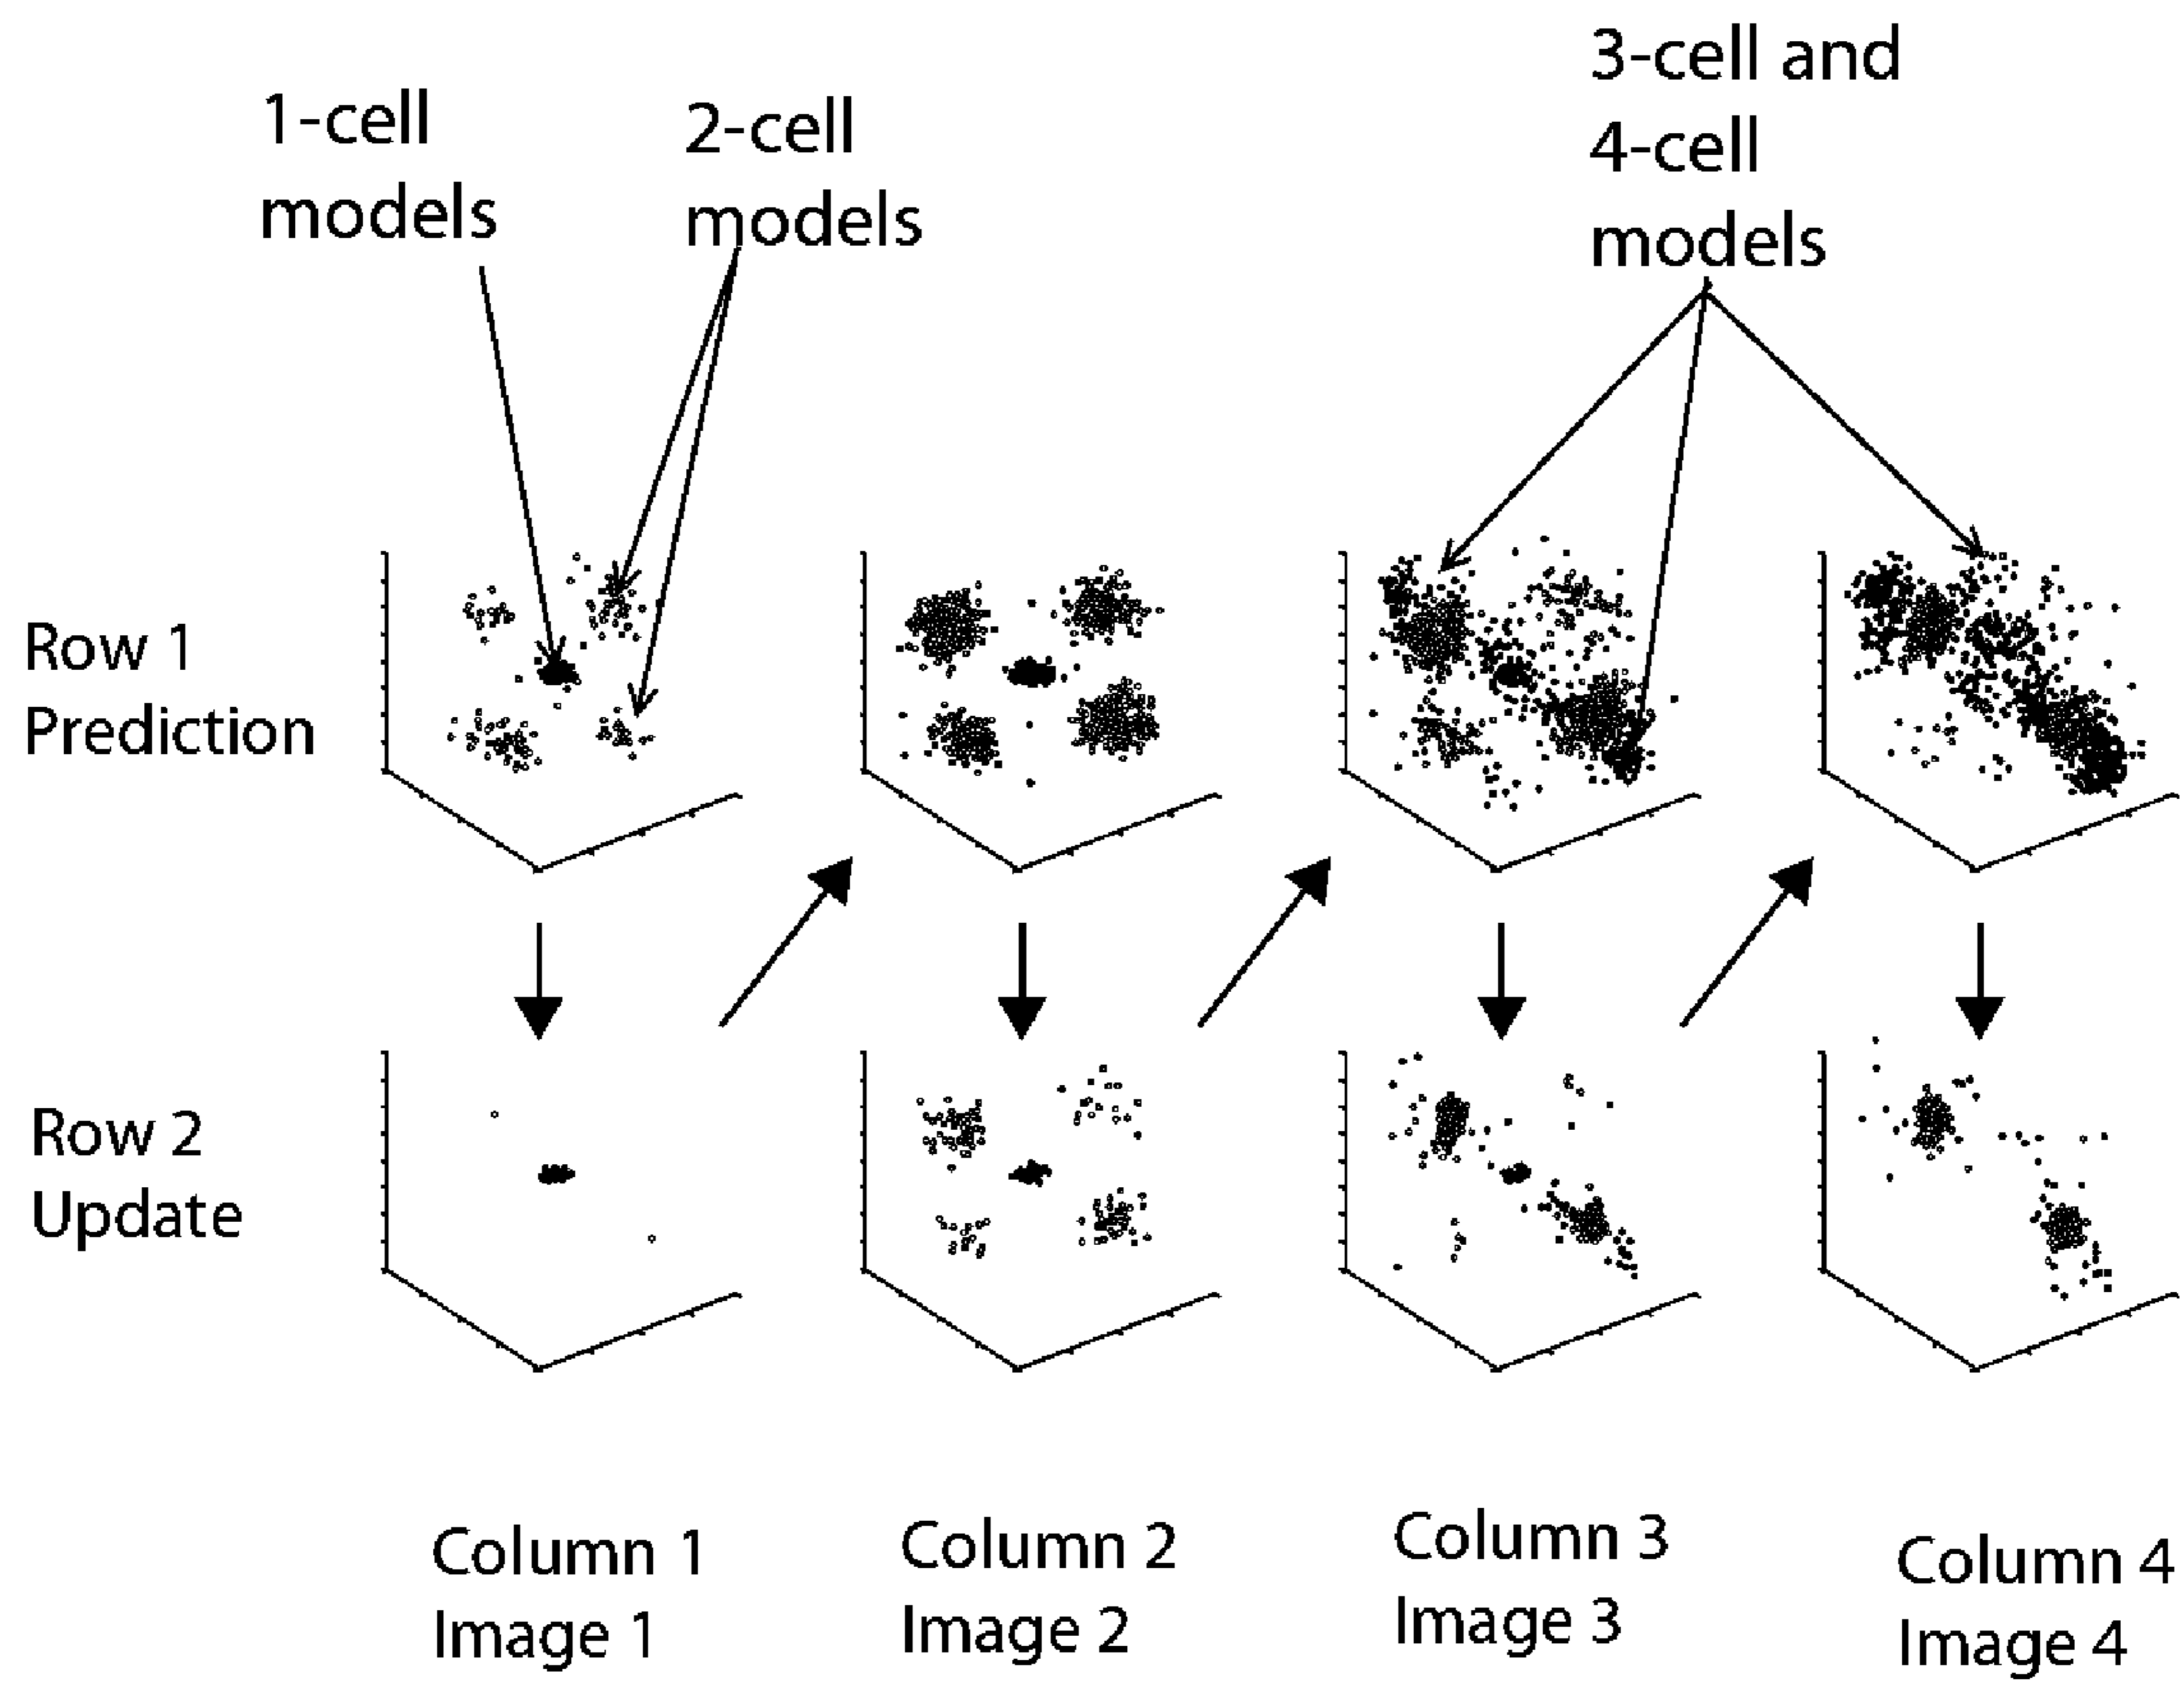 3-cell and
4-cell
models
1-cell
models
2-cell
models
Row 1
Prediction
Row 2
Update
Column 1
Image 1
Column 2
Image 2
Column 3
Image 3
Column 4
Image 4